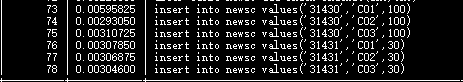 73 | 0.00595825 | insert into newsc values('31430','C01',100)
74 | 0.00293050 | insert into newsc values('31430','C02',100)
75 | 0.00310725 | insert into newsc values('31430','C03',100)
76 | 0.00307850 | insert into newsc values('31431','C01',30)
77 | 0.00306875 | insert into newsc values('31431','C02',30)
78 | 0.00304600 | insert into newsc values('31431','C03',30)